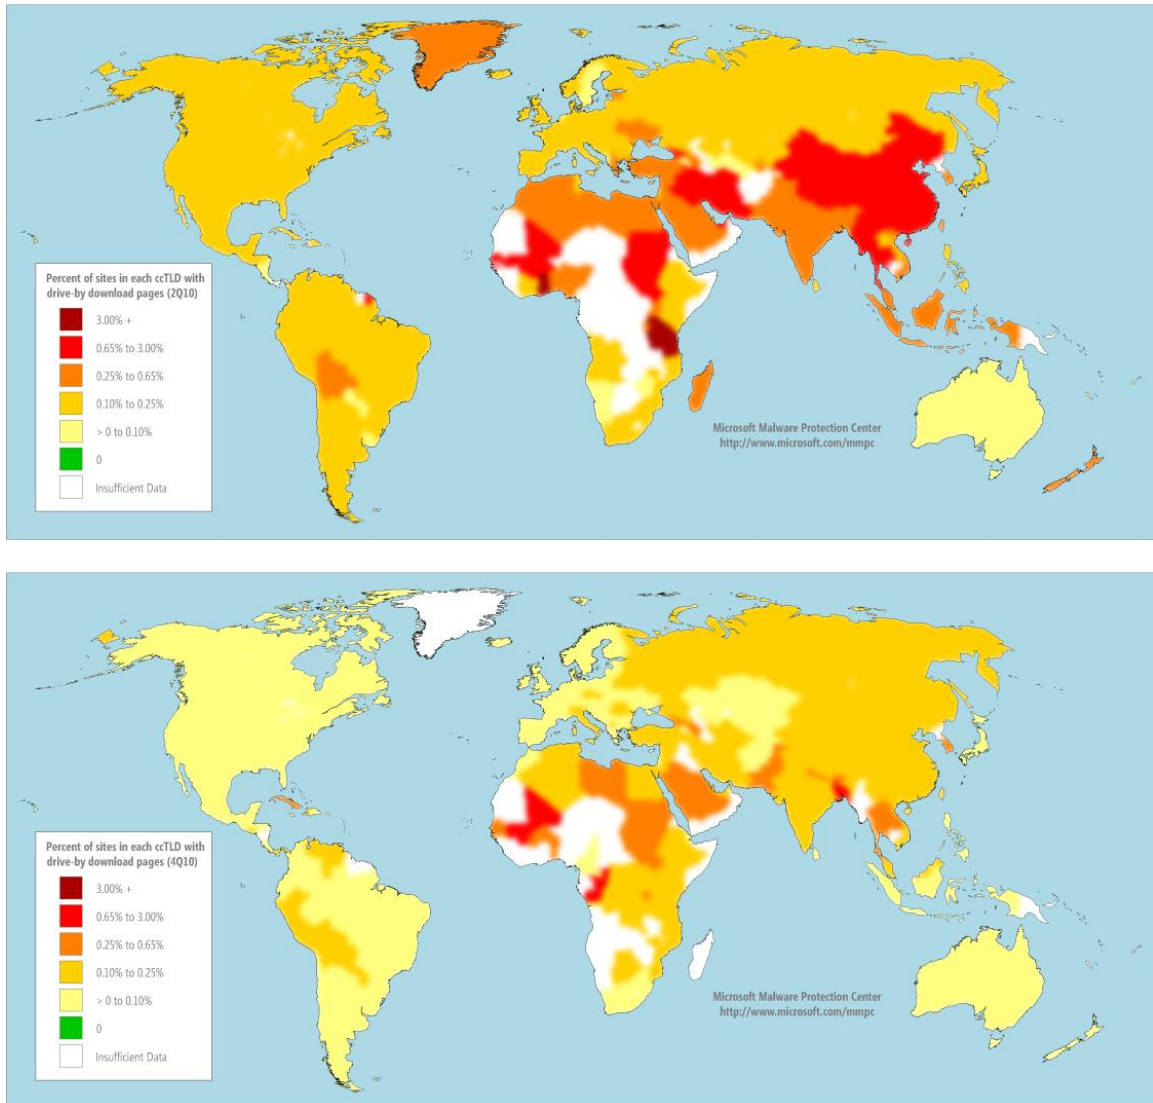 Percent of sites in each ccTLD with
drive-by download pages (2Q10)
3.00% +
0.65% to 3.00%
0.25% to 0.65%
0.10% to 0.25%
> 0 to 0.10%
0
Insufficient Data
Microsoft Malware Protection Center
http://www.microsoft.com/mmpc
Percent of sites in each ccTLD with
drive-by download pages (4Q10)
3.00% +
0.65% to 3.00%
0.25% to 0.65%
0.10% to 0.25%
> 0 to 0.10%
0
Insufficient Data
Microsoft Malware Protection Center
http://www.microsoft.com/mmpc